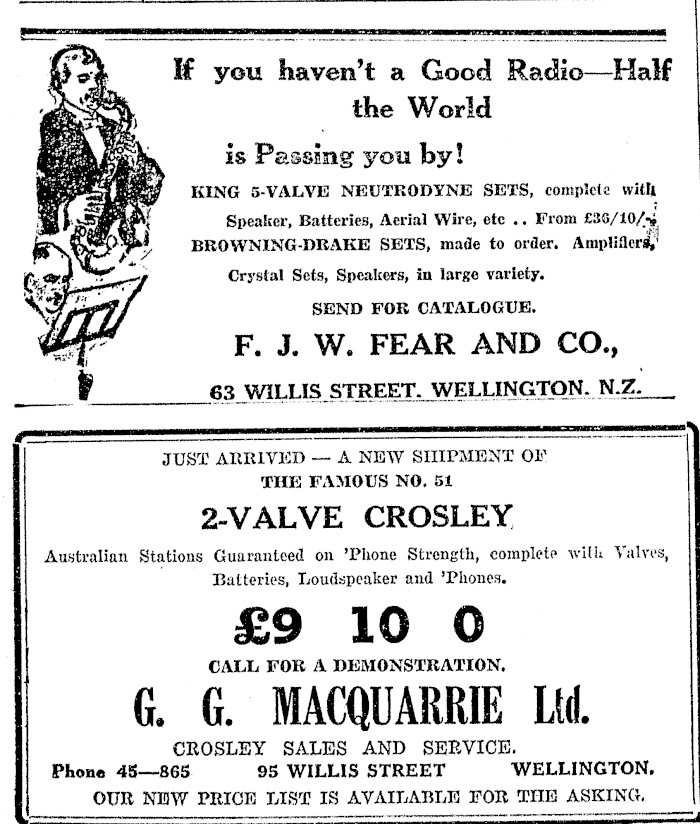 If you haven't a Good Radio—Half
the World
is Passing you by!
KING 5-VALVE NEUTRODYNE SETS, complete with
Speaker, Batteries, Aerial Wire, etc .. From £36/10/-
BROWNING-DRAKE SETS, made to order. Amplifiers,
Crystal Sets, Speakers, in large variety.
SEND FOR CATALOGUE.
F. J. W. FEAR AND CO.,
63 WILLIS STREET, WELLINGTON, N.Z.
JUST ARRIVED — A NEW SHIPMENT OF
THE FAMOUS NO. 51
2-VALVE CROSLEY
Australian Stations Guaranteed on 'Phone Strength, complete with Valves,
Batteries, Loudspeaker and 'Phones.
£9 10 0
CALL FOR A DEMONSTRATION.
G. G. MACQUARRIE Ltd.
CROSLEY SALES AND SERVICE.
Phone 45—865 95 WILLIS STREET WELLINGTON.
OUR NEW PRICE LIST IS AVAILABLE FOR THE ASKING.